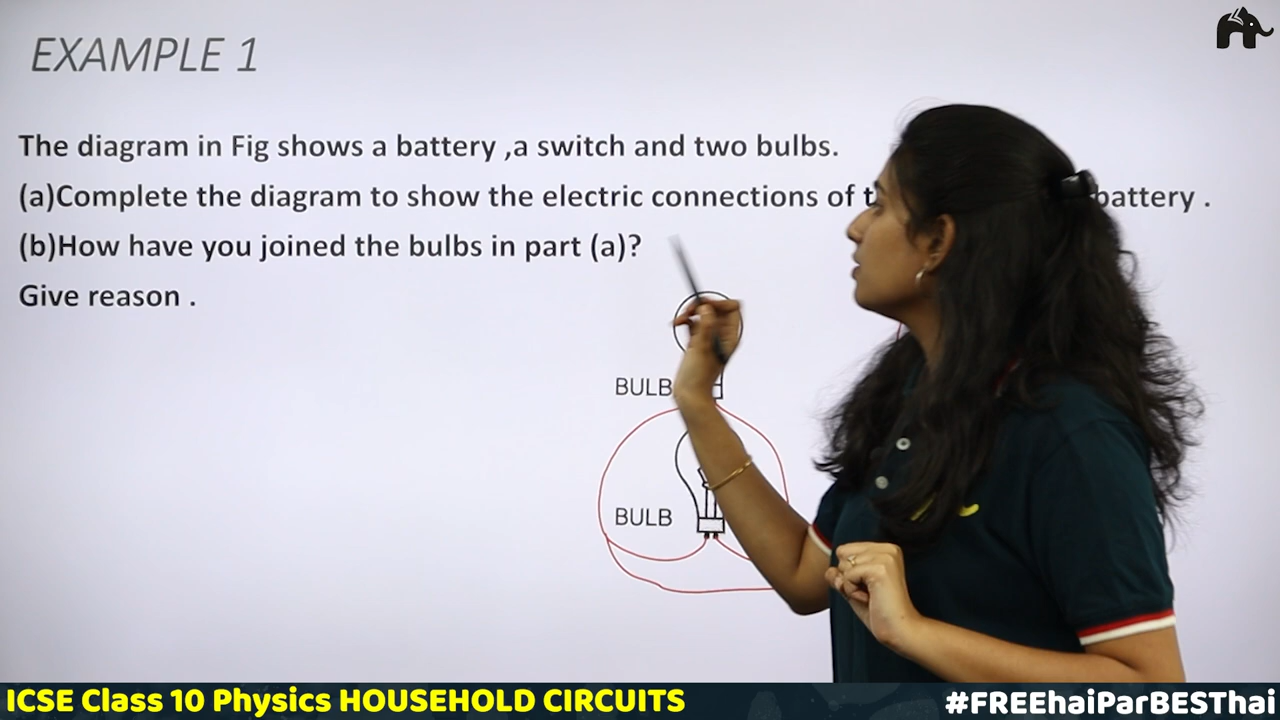 EXAMPLE 1
The diagram in Fig shows a battery ,a switch and two bulbs.
(a)Complete the diagram to show the electric connections of battery .
(b)How have you joined the bulbs in part (a)?
Give reason .
BULB
BULB
ICSE Class 10 Physics HOUSEHOLD CIRCUITS
#FREEhaiParBESThai